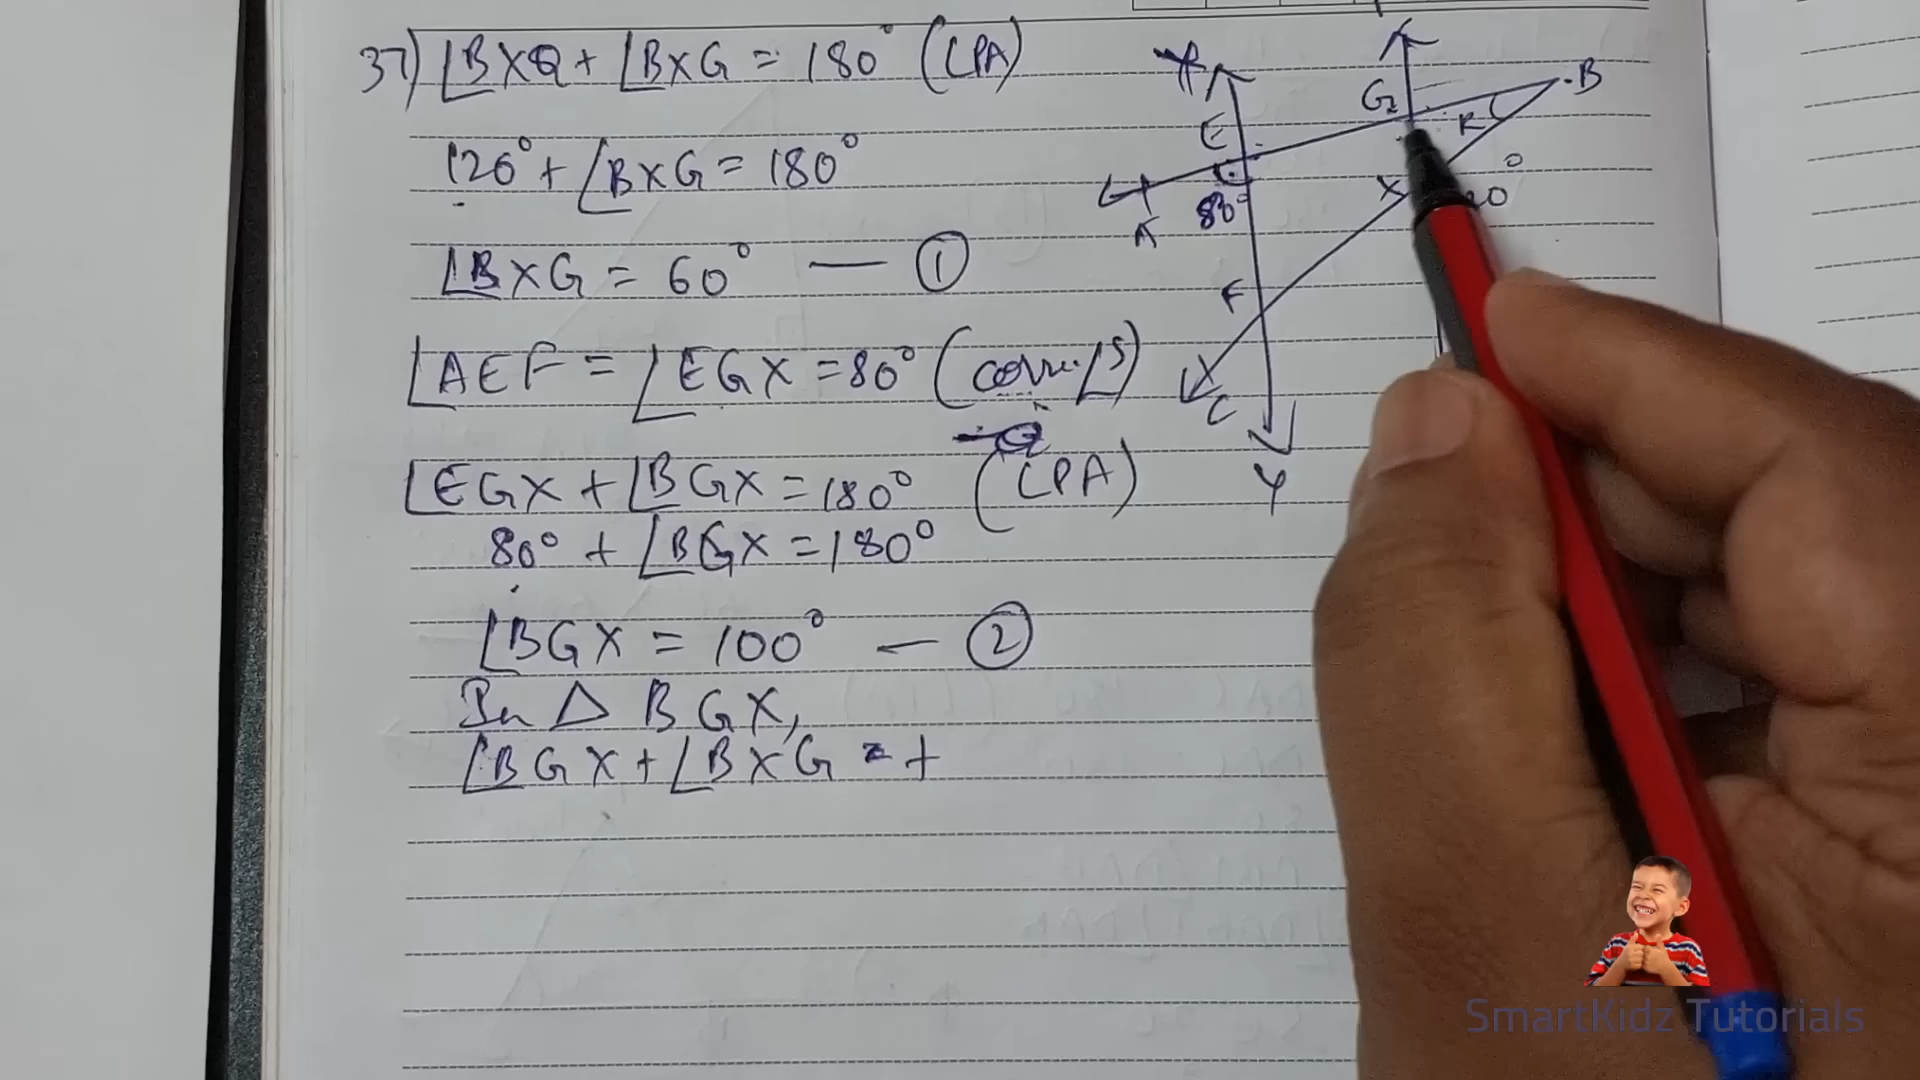 37) ∠BXQ + ∠BXG = 180° (LPA)
120° + ∠BXG = 180°
∠BXG = 60° — ①
∠AEF = ∠EGX = 80° (corr. ∠s)
∠EGX + ∠BGX = 180° (LPA)
80° + ∠BGX = 180°
∠BGX = 100° — ②
In Δ BGX,
∠BGX + ∠BXG +
E
G
B
R
A
80°
X
20°
F
C
Y
SmartKidz Tutorials